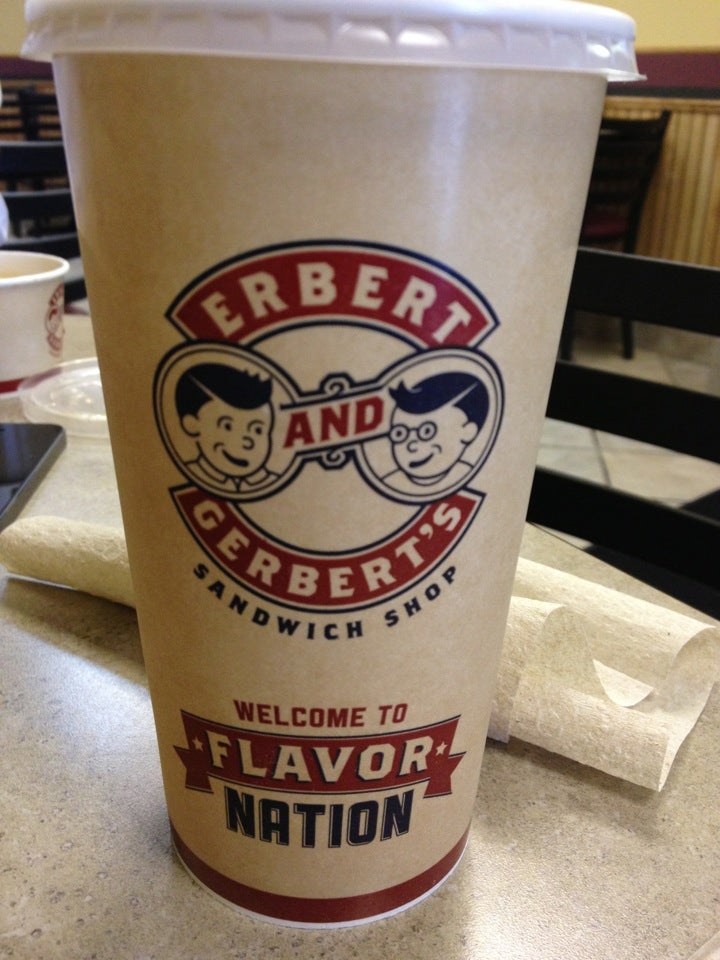 ERBERT
AND
GERBERT'S
SANDWICH SHOP
WELCOME TO
FLAVOR
NATION